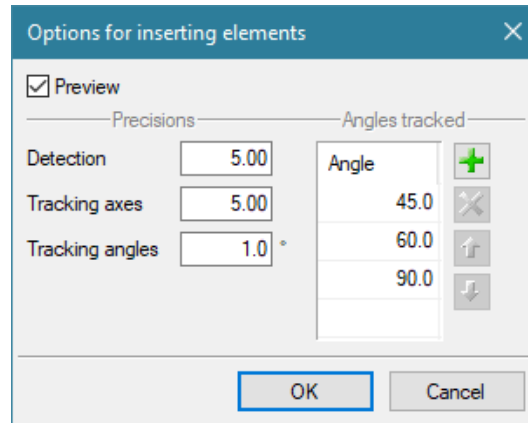 Options for inserting elements
Preview
Precisions
Angles tracked
Detection 5.00
Angle
Tracking axes 5.00
45.0
Tracking angles 1.0 °
60.0
90.0
OK Cancel